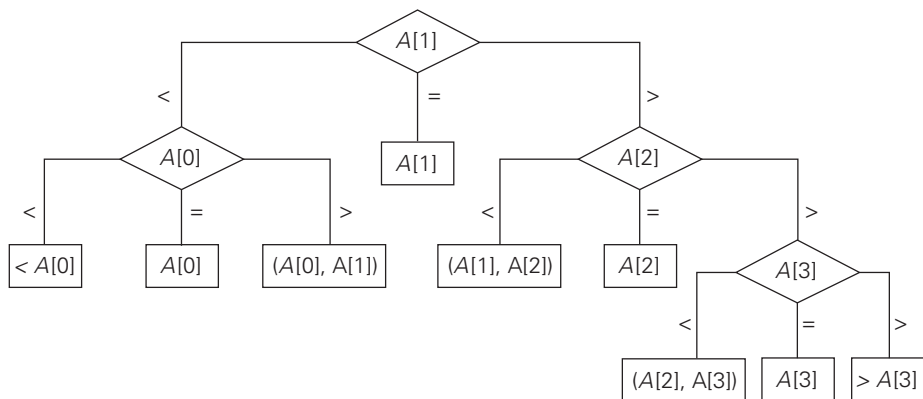 A[1]
< = >
A[0] A[1] A[2]
< = > < = >
< A[0] A[0] (A[0], A[1]) (A[1], A[2]) A[2] A[3]
< = >
(A[2], A[3]) A[3] > A[3]